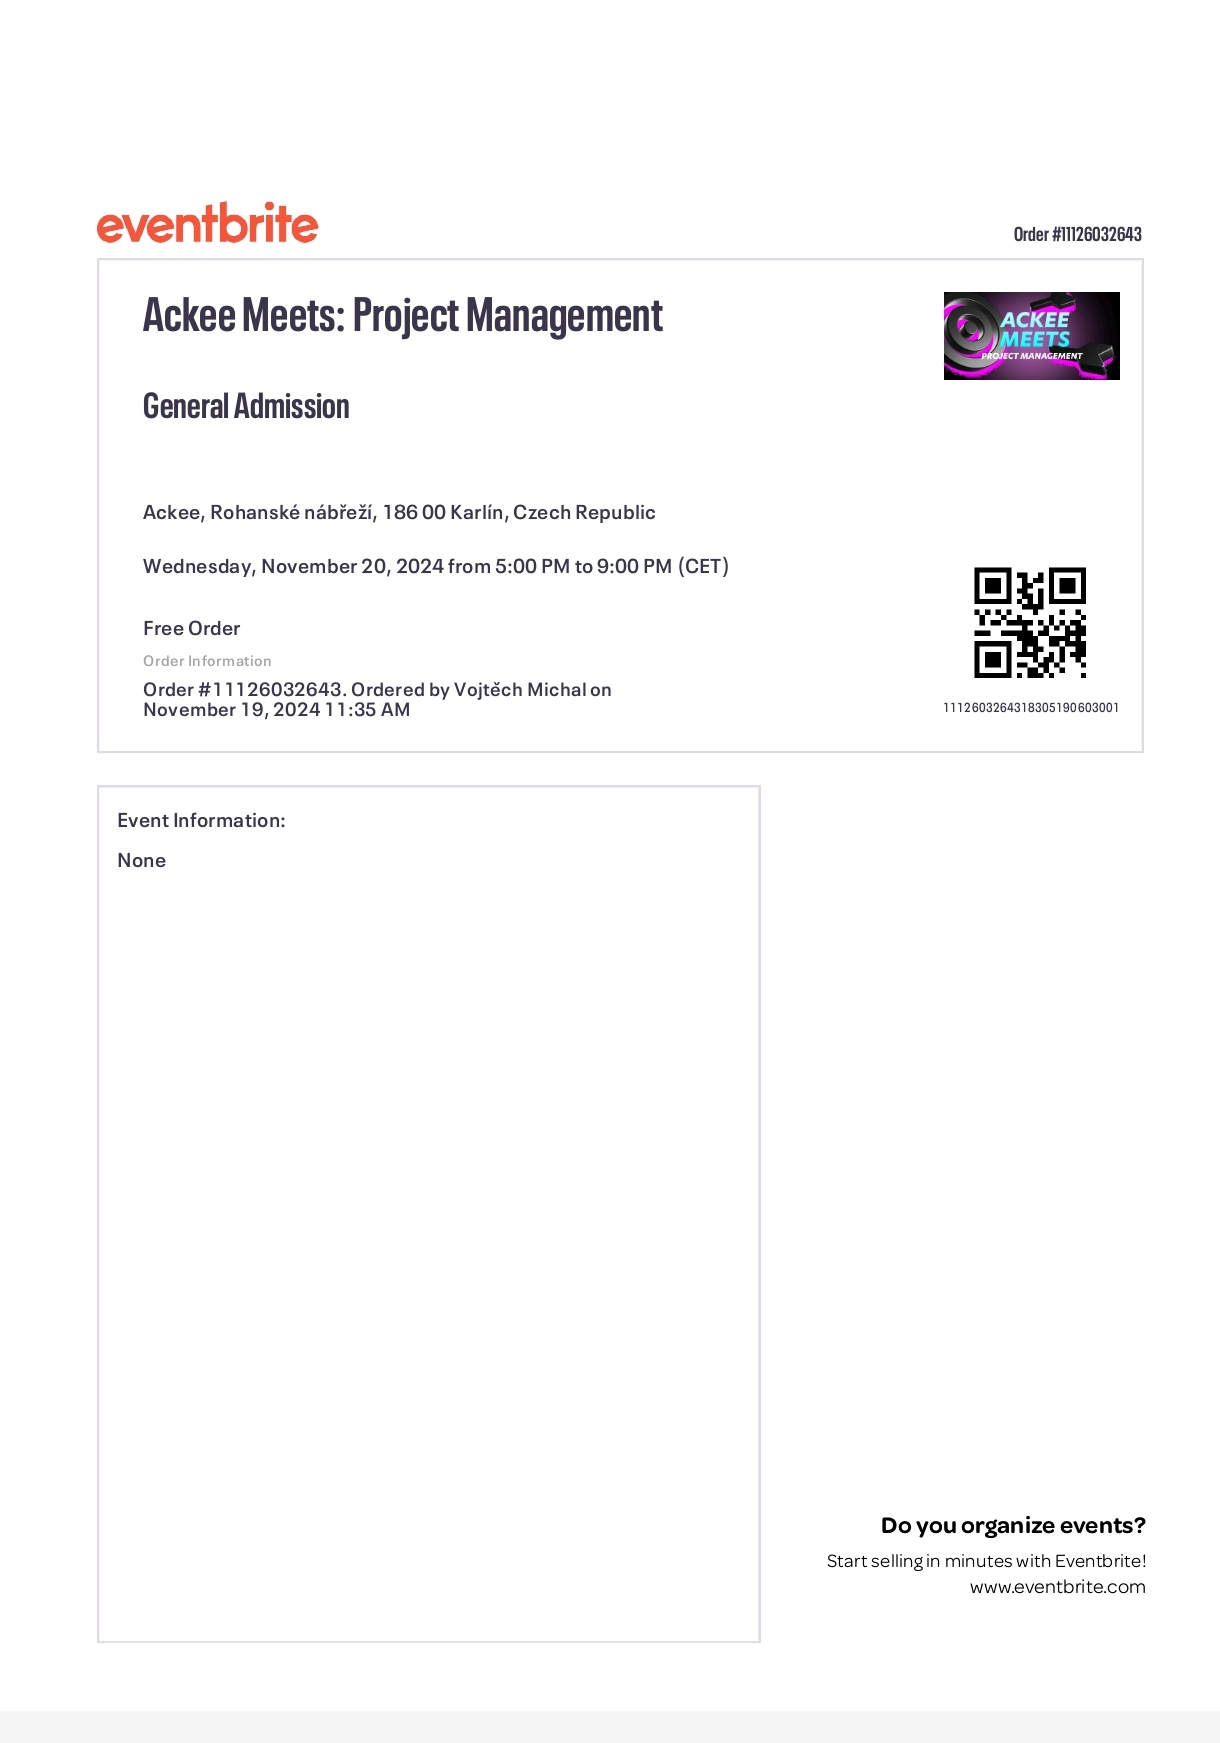 eventbrite
Order #11126032643
Ackee Meets: Project Management
ACKEE
MEETS
PROJECT MANAGEMENT
General Admission
Ackee, Rohanské nábřeží, 186 00 Karlín, Czech Republic
Wednesday, November 20, 2024 from 5:00 PM to 9:00 PM (CET)
Free Order
Order Information
Order #11126032643. Ordered by Vojtěch Michal on
November 19, 2024 11:35 AM
1112603264318305190603001
Event Information:
None
Do you organize events?
Start selling in minutes with Eventbrite!
www.eventbrite.com